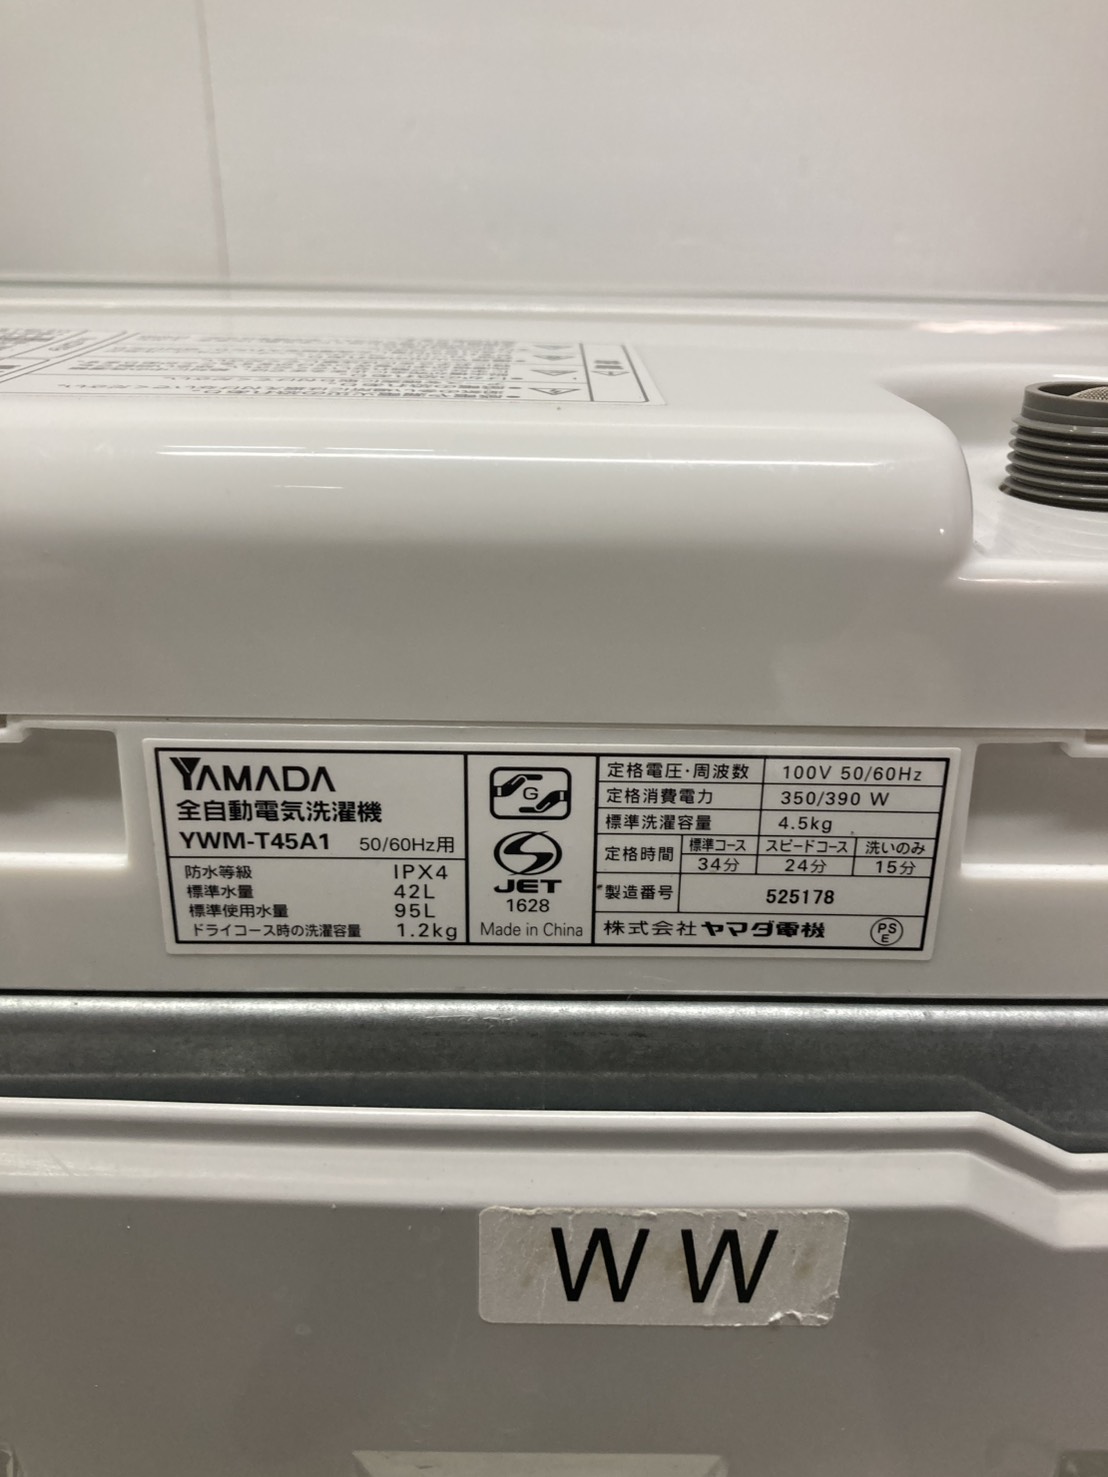 YAMADA
全自動電気洗濯機
YWM-T45A1 50/60Hz用
防水等級 IPX4
標準水量 42L
標準使用水量 95L
ドライコース時の洗濯容量 1.2kg
G
JET
1628
Made in China
定格電圧・周波数 100V 50/60Hz
定格消費電力 350/390 W
標準洗濯容量 4.5kg
定格時間 標準コース スピードコース 洗いのみ
34分 24分 15分
製造番号 525178
株式会社ヤマダ電機 PSE
W W